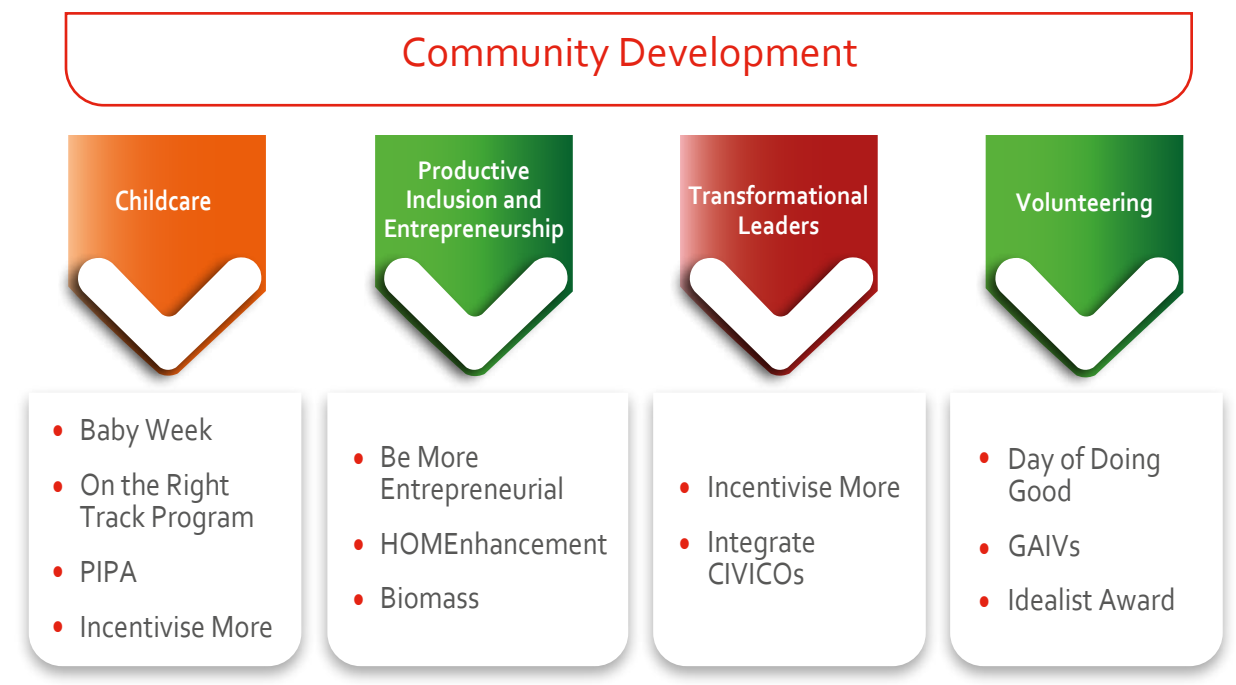 Community Development
Childcare
Productive
Inclusion and
Entrepreneurship
Transformational
Leaders
Volunteering
• Baby Week
• On the Right
Track Program
• PIPA
• Incentivise More
• Be More
Entrepreneurial
• HOMEnhancement
• Biomass
• Incentivise More
• Integrate
CIVICOs
• Day of Doing
Good
• GAIVs
• Idealist Award